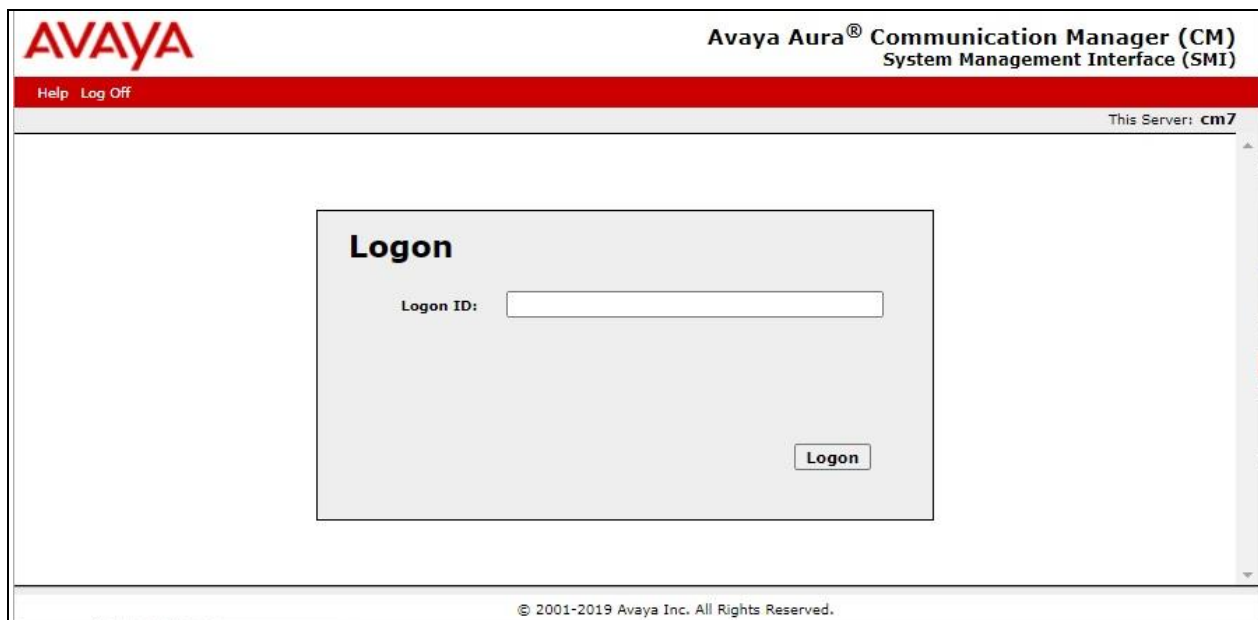 AVAYA
Avaya Aura® Communication Manager (CM)
System Management Interface (SMI)
Help Log Off
This Server: cm7
Logon
Logon ID:
Logon
© 2001-2019 Avaya Inc. All Rights Reserved.